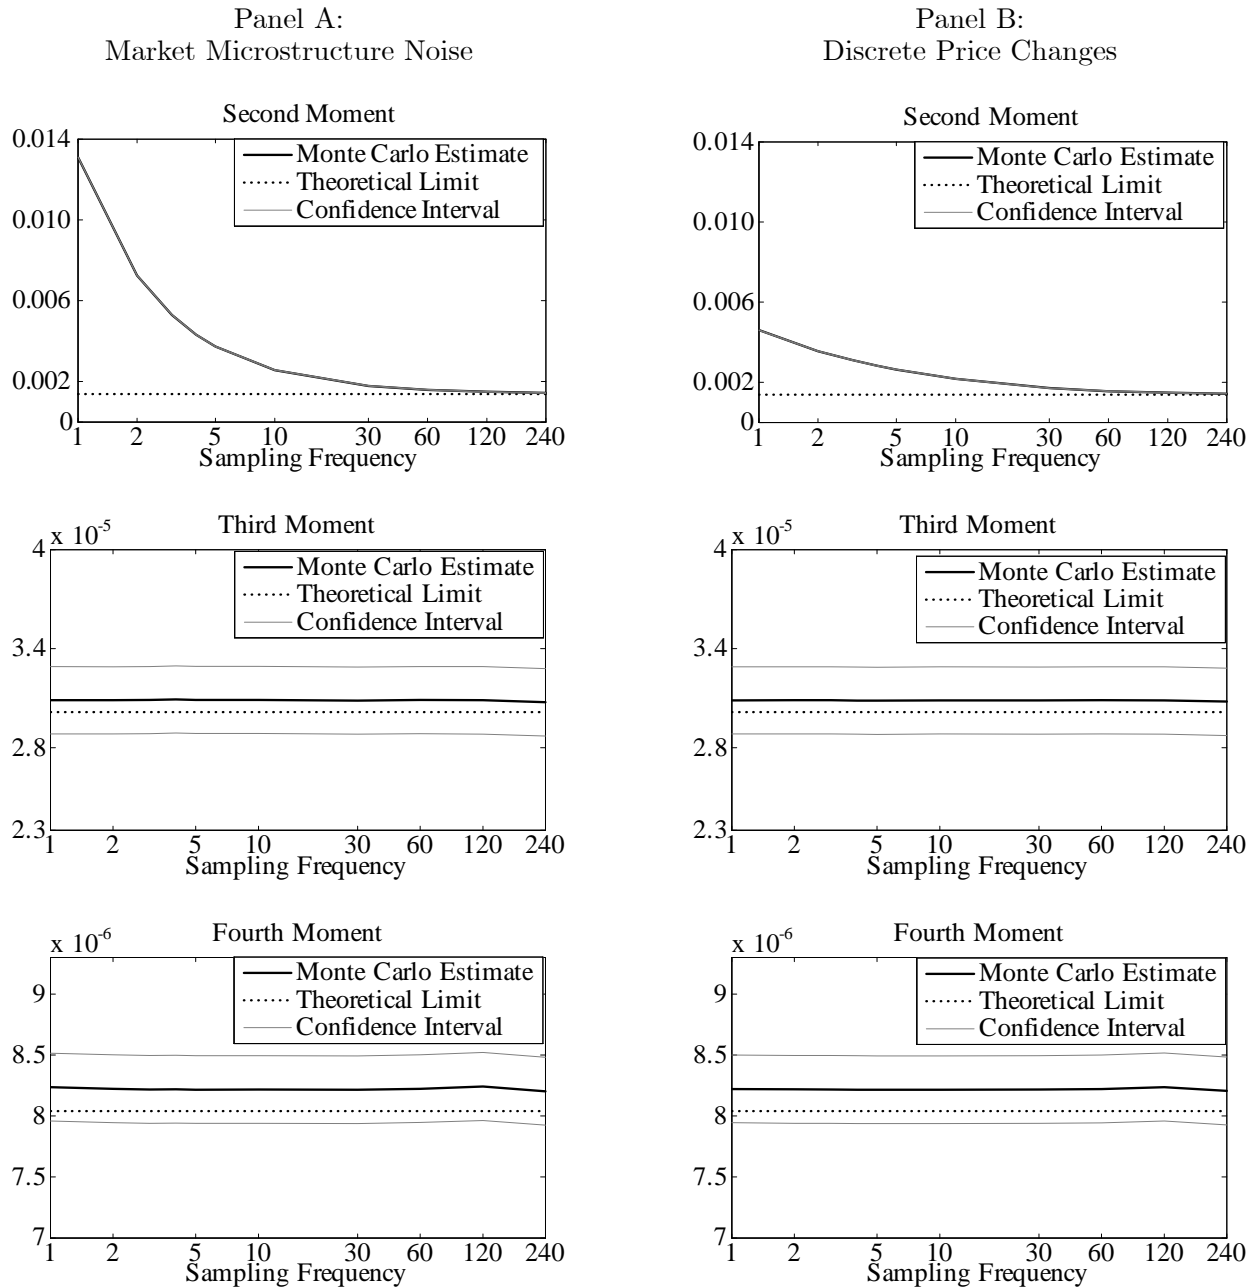 Panel A:
Market Microstructure Noise
Panel B:
Discrete Price Changes
Second Moment
0.014
0.010
0.006
0.002
0
Monte Carlo Estimate
Theoretical Limit
Confidence Interval
1 2 5 10 30 60 120 240
Sampling Frequency
Second Moment
0.014
0.010
0.006
0.002
0
Monte Carlo Estimate
Theoretical Limit
Confidence Interval
1 2 5 10 30 60 120 240
Sampling Frequency
Third Moment
x 10-5
4
3.4
2.8
2.3
Monte Carlo Estimate
Theoretical Limit
Confidence Interval
1 2 5 10 30 60 120 240
Sampling Frequency
Third Moment
x 10-5
4
3.4
2.8
2.3
Monte Carlo Estimate
Theoretical Limit
Confidence Interval
1 2 5 10 30 60 120 240
Sampling Frequency
Fourth Moment
x 10-6
9
8.5
8
7.5
7
Monte Carlo Estimate
Theoretical Limit
Confidence Interval
1 2 5 10 30 60 120 240
Sampling Frequency
Fourth Moment
x 10-6
9
8.5
8
7.5
7
Monte Carlo Estimate
Theoretical Limit
Confidence Interval
1 2 5 10 30 60 120 240
Sampling Frequency